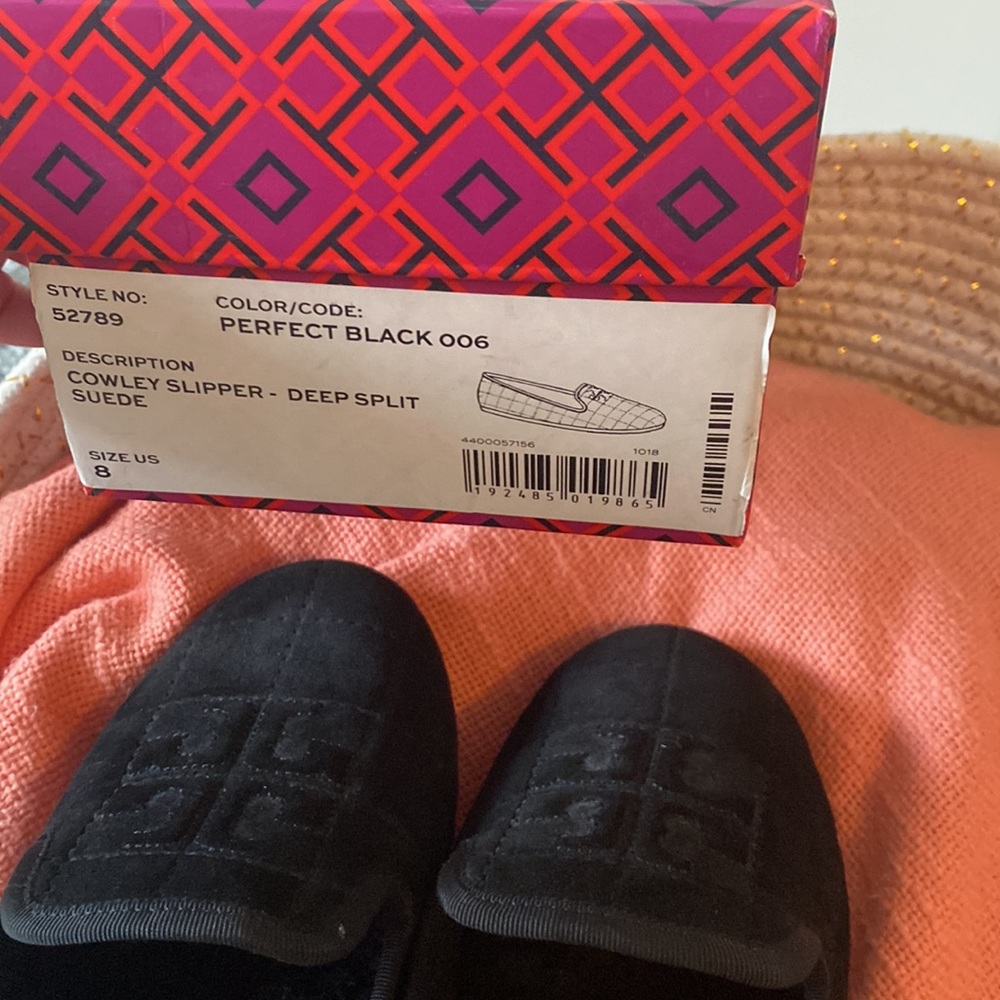 STYLE NO:
52789
COLOR/CODE:
PERFECT BLACK 006
DESCRIPTION
COWLEY SLIPPER - DEEP SPLIT
SUEDE
SIZE US
8
4400057156
1018
192485019865
CN